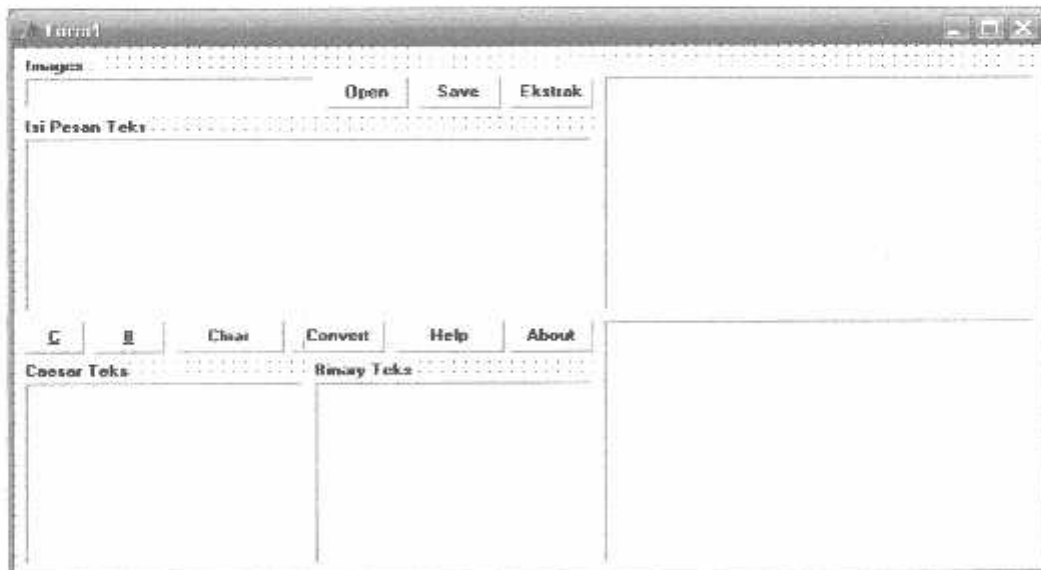 Form1
Images
Open Save Ekstrak
Isi Pesan Teks
C B Clear Convert Help About
Caesar Teks Binary Teks